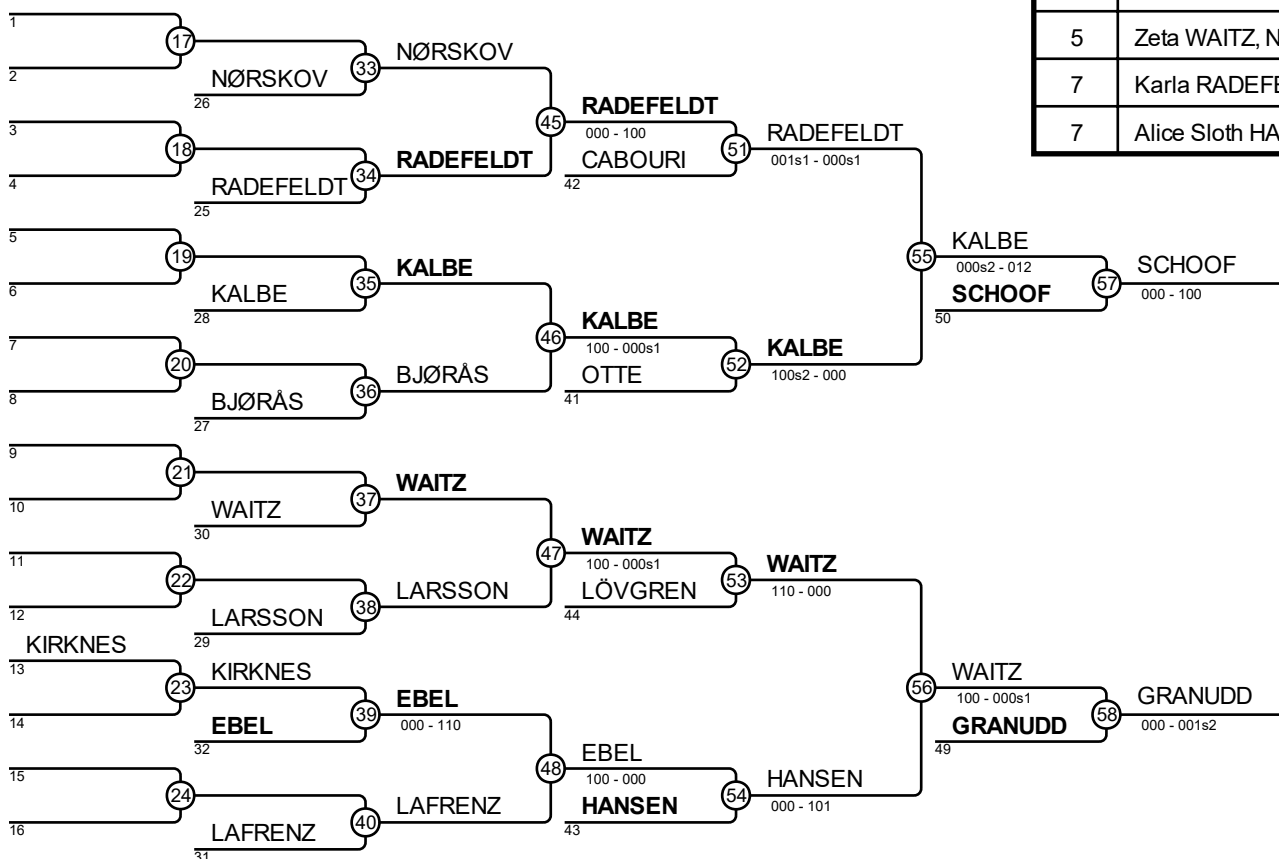 1
17
2
NØRSKOV
26
33
NØRSKOV
3
18
4
RADEFELDT
25
34
RADEFELDT
45
RADEFELDT
000 - 100
CABOURI
42
51
RADEFELDT
001s1 - 000s1
5
19
6
KALBE
28
35
KALBE
7
20
8
BJØRÅS
27
36
BJØRÅS
46
KALBE
100 - 000s1
OTTE
41
52
KALBE
100s2 - 000
55
KALBE
000s2 - 012
SCHOOF
50
57
SCHOOF
000 - 100
9
21
10
WAITZ
30
37
WAITZ
11
22
12
LARSSON
29
38
LARSSON
47
WAITZ
100 - 000s1
LÖVGREN
44
53
WAITZ
110 - 000
KIRKNES
13
23
14
KIRKNES
EBEL
32
39
EBEL
000 - 110
15
24
16
LAFRENZ
31
40
LAFRENZ
48
EBEL
100 - 000
HANSEN
43
54
HANSEN
000 - 101
56
WAITZ
100 - 000s1
GRANUDD
49
58
GRANUDD
000 - 001s2
5 Zeta WAITZ, N
7 Karla RADEFE
7 Alice Sloth HA